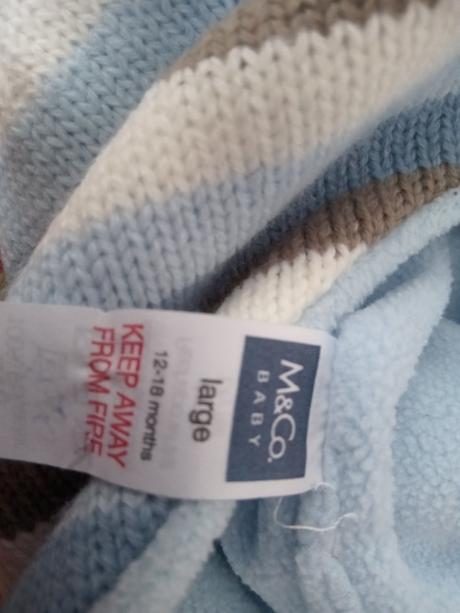 M&Co.
BABY
large
12-18 months
KEEP AWAY
FROM FIRE